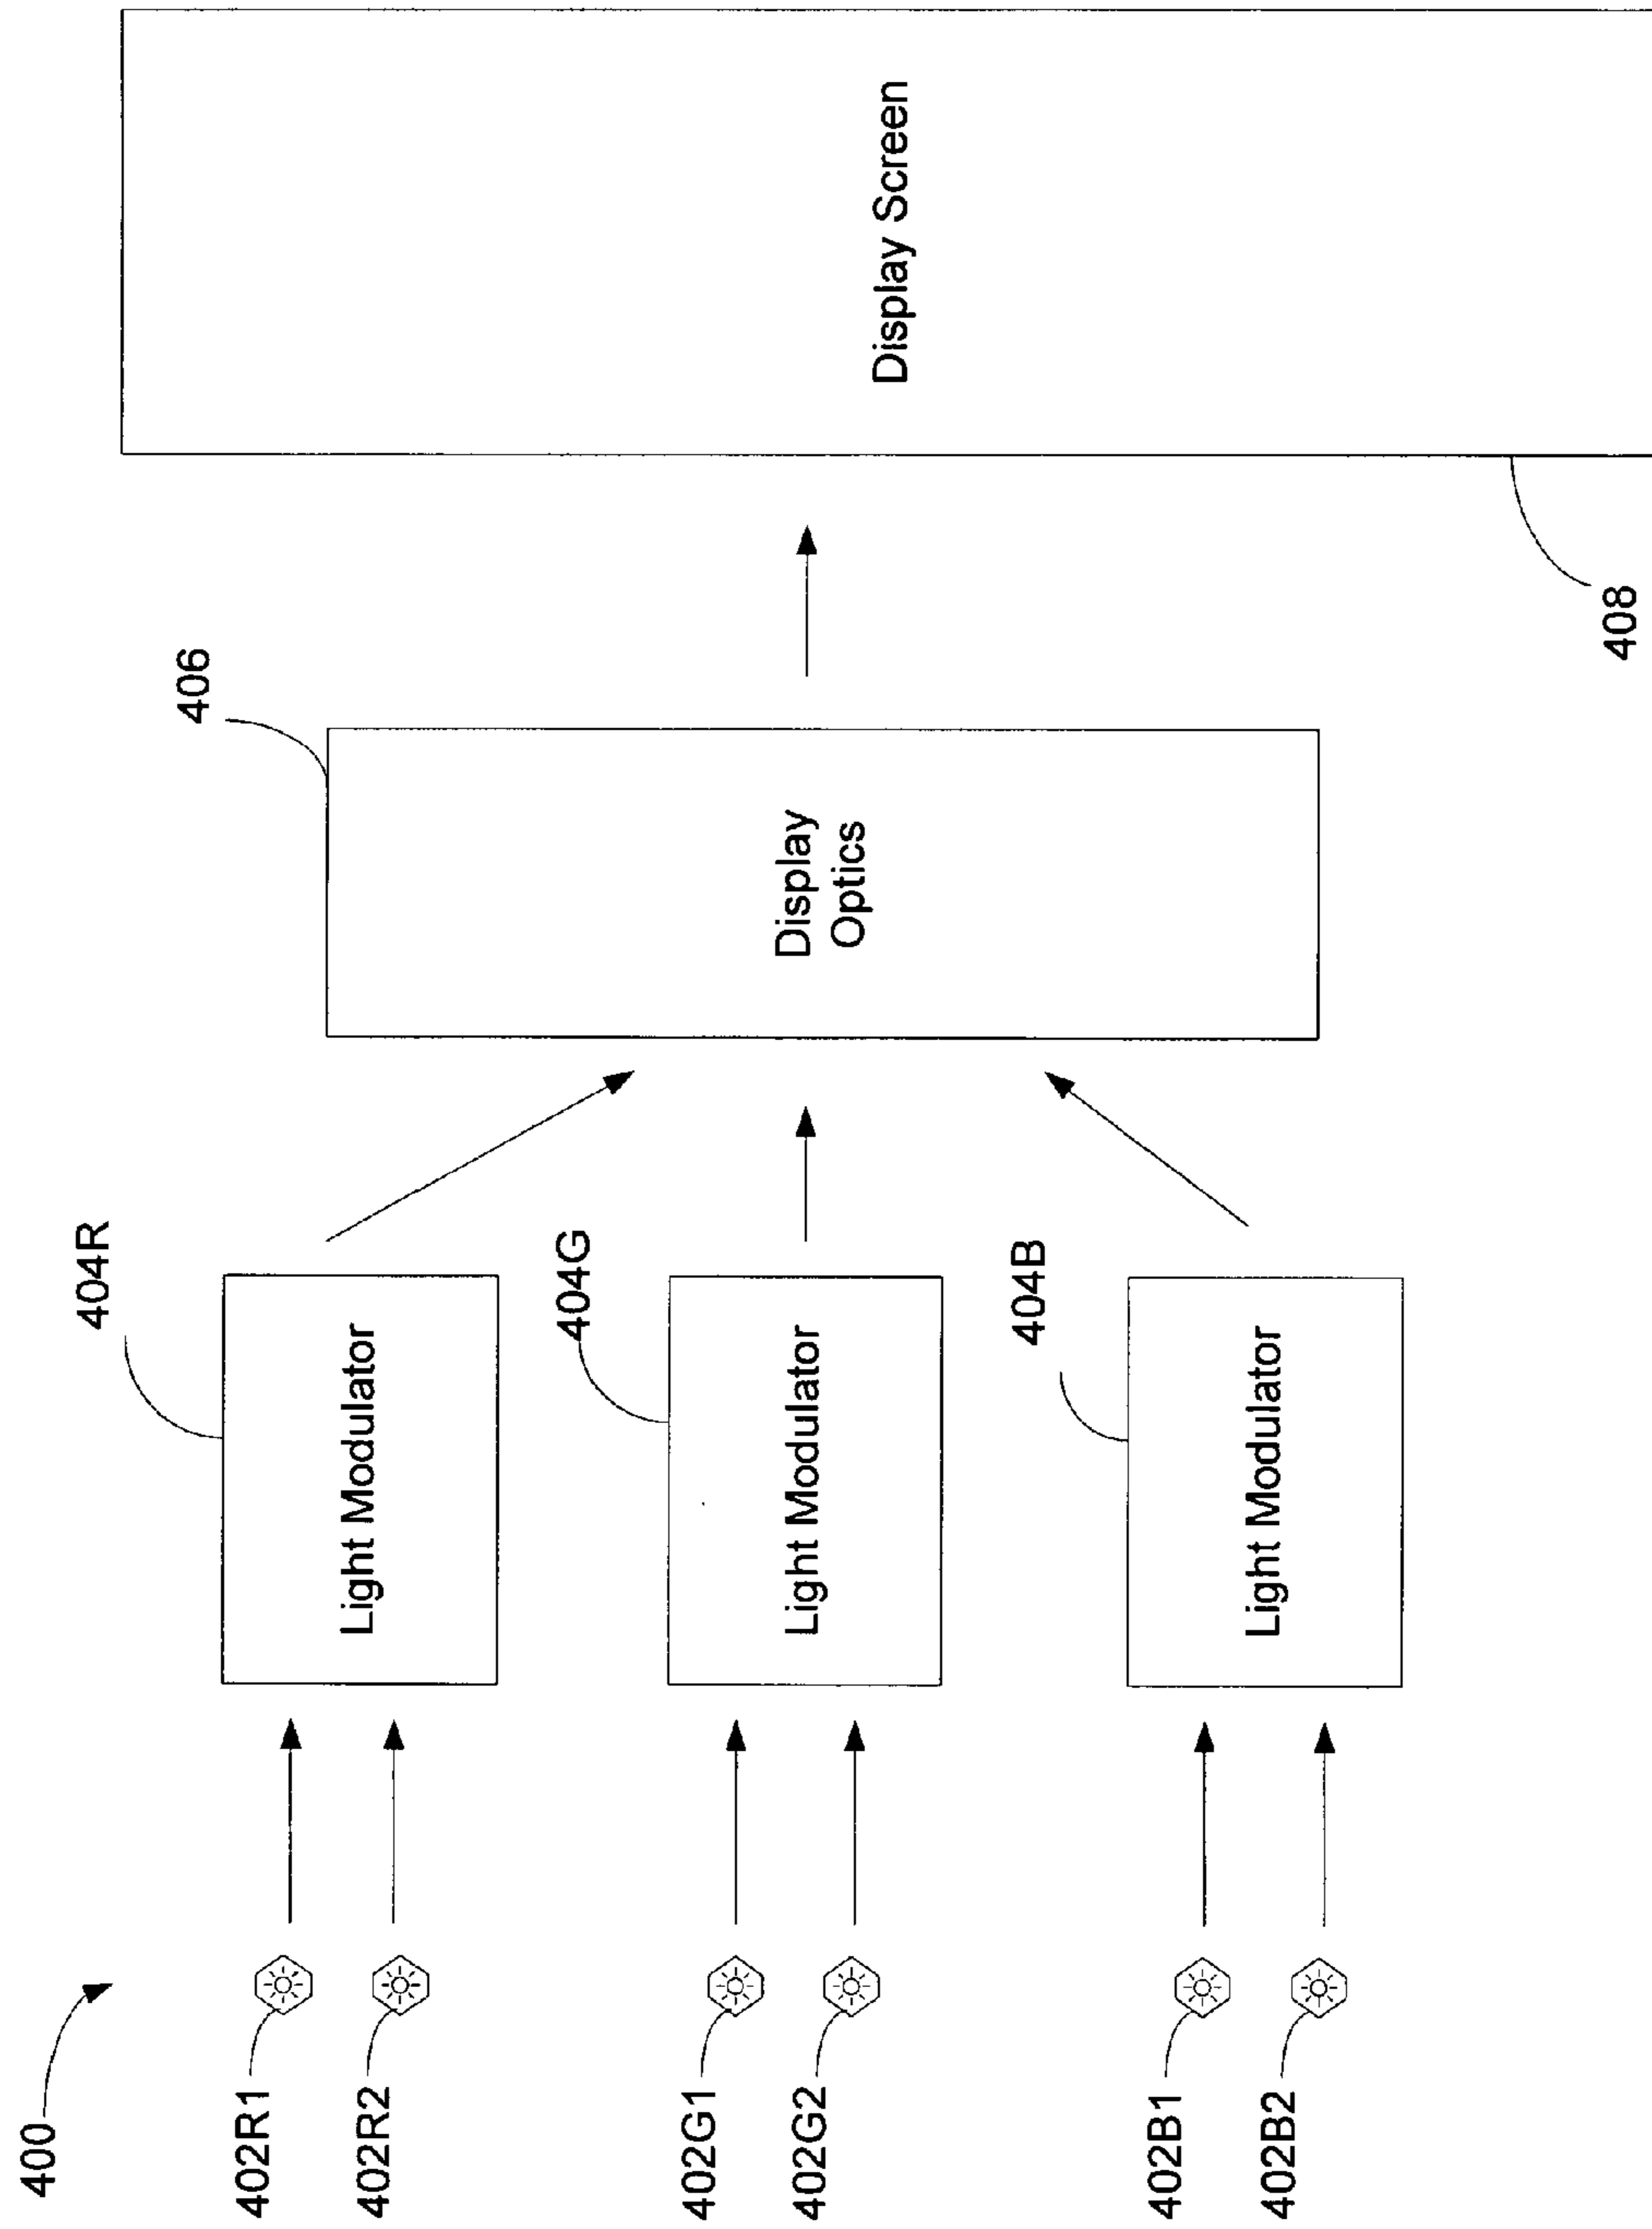 400
402R1
402R2
402G1
402G2
402B1
402B2
404R
Light Modulator
404G
Light Modulator
404B
Light Modulator
406
Display
Optics
Display Screen
408